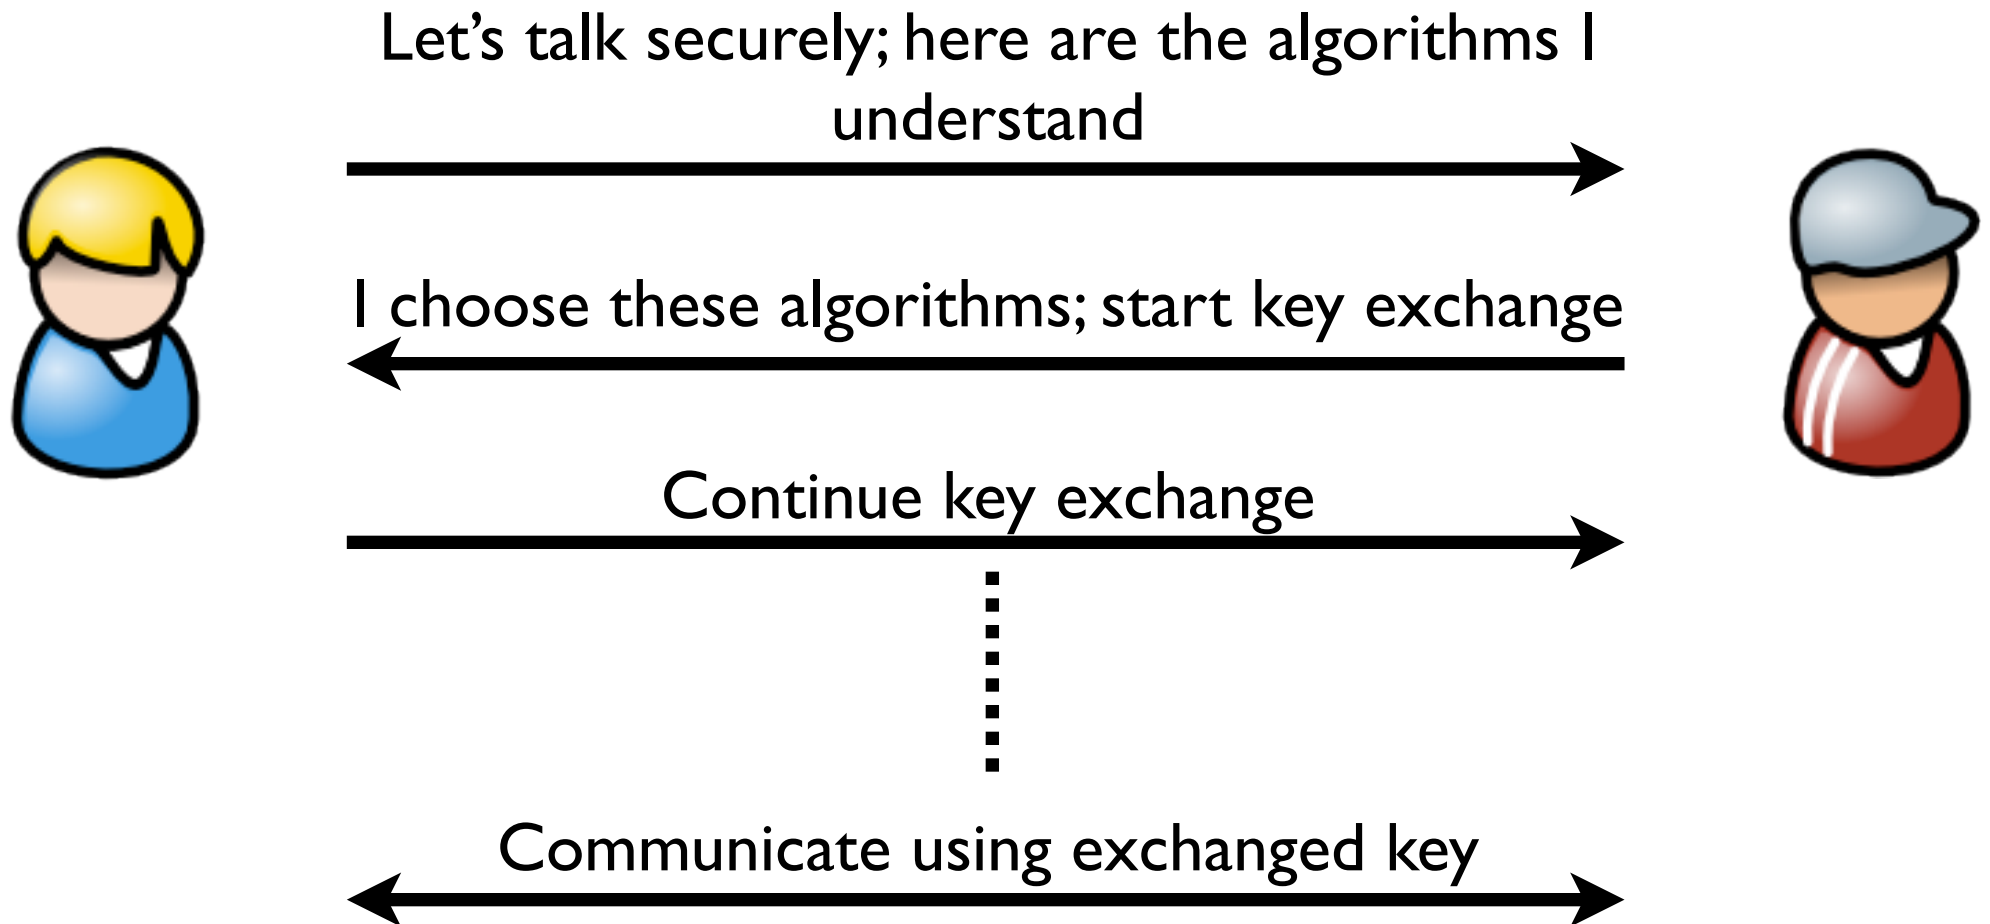 Let’s talk securely; here are the algorithms I
understand
I choose these algorithms; start key exchange
Continue key exchange
Communicate using exchanged key